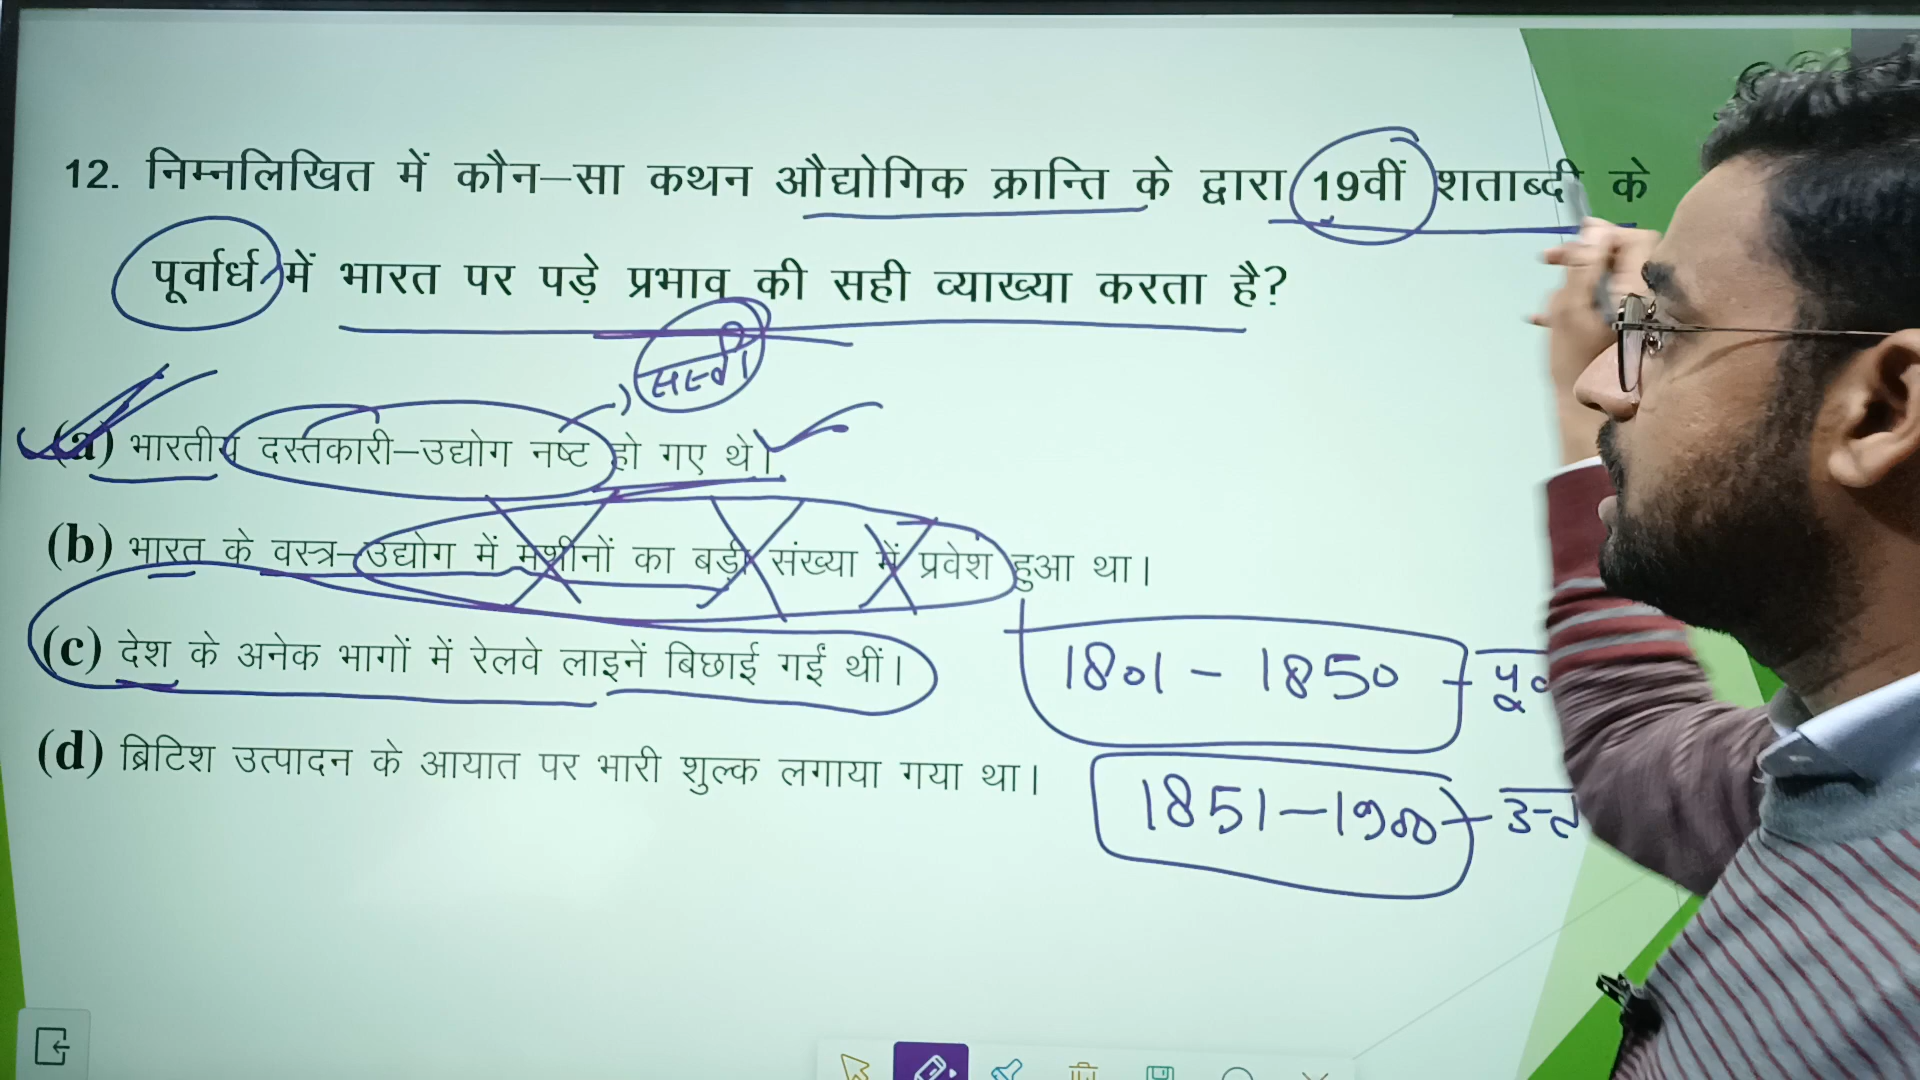 12. निम्नलिखित में कौन–सा कथन औद्योगिक क्रान्ति के द्वारा 19वीं शताब्दी के
पूर्वार्ध में भारत पर पड़े प्रभाव की सही व्याख्या करता है?
सस्ती
(a) भारतीय दस्तकारी–उद्योग नष्ट हो गए थे।
(b) भारत के वस्त्र–उद्योग में मशीनों का बड़ी संख्या में प्रवेश हुआ था।
(c) देश के अनेक भागों में रेलवे लाइनें बिछाई गईं थीं।
1801 – 1850
(d) ब्रिटिश उत्पादन के आयात पर भारी शुल्क लगाया गया था।
1851 – 1900